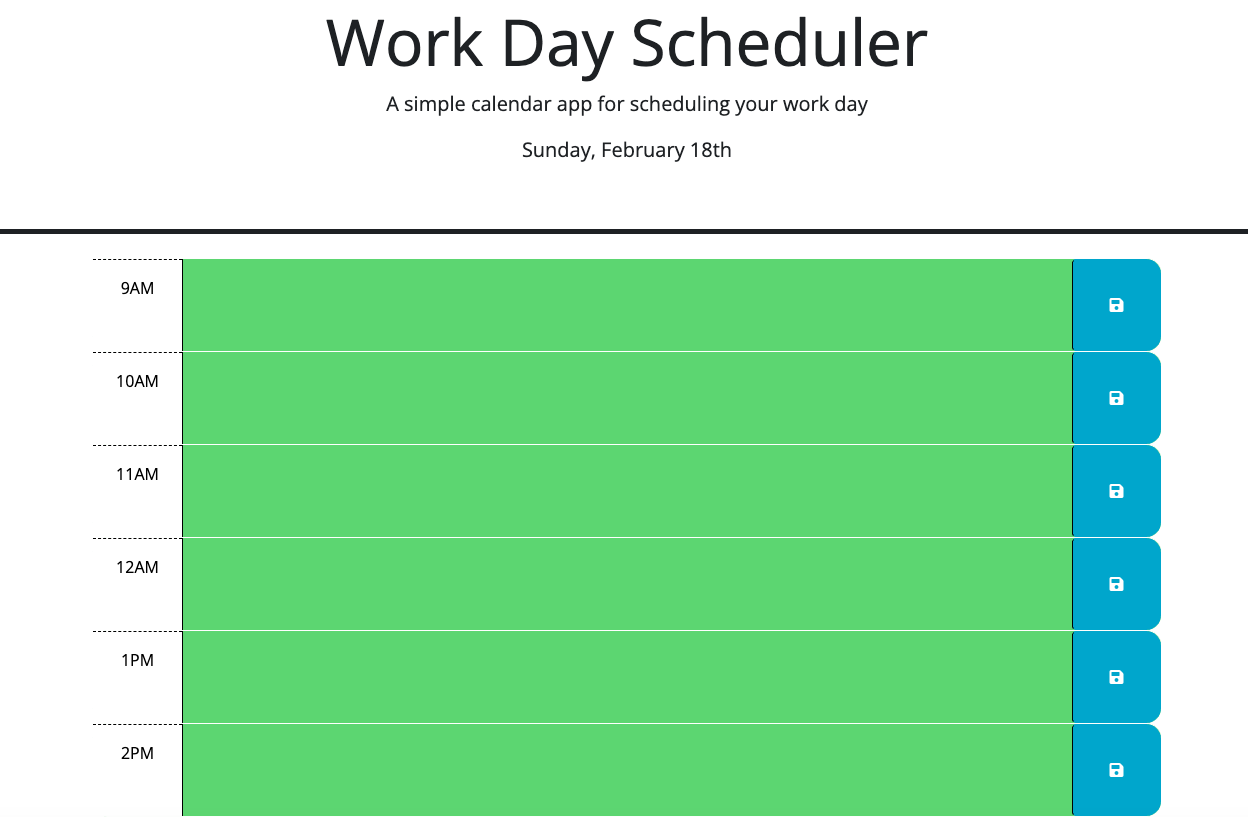 Work Day Scheduler
A simple calendar app for scheduling your work day
Sunday, February 18th
9AM
10AM
11AM
12AM
1PM
2PM